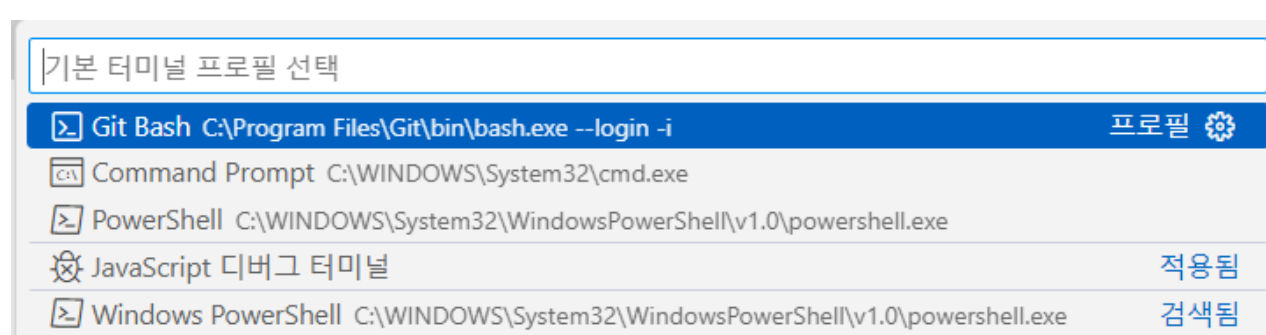 기본 터미널 프로필 선택
Git Bash C:\Program Files\Git\bin\bash.exe --login -i 프로필
Command Prompt C:\WINDOWS\System32\cmd.exe
PowerShell C:\WINDOWS\System32\WindowsPowerShell\v1.0\powershell.exe
JavaScript 디버그 터미널 적용됨
Windows PowerShell C:\WINDOWS\System32\WindowsPowerShell\v1.0\powershell.exe 검색됨